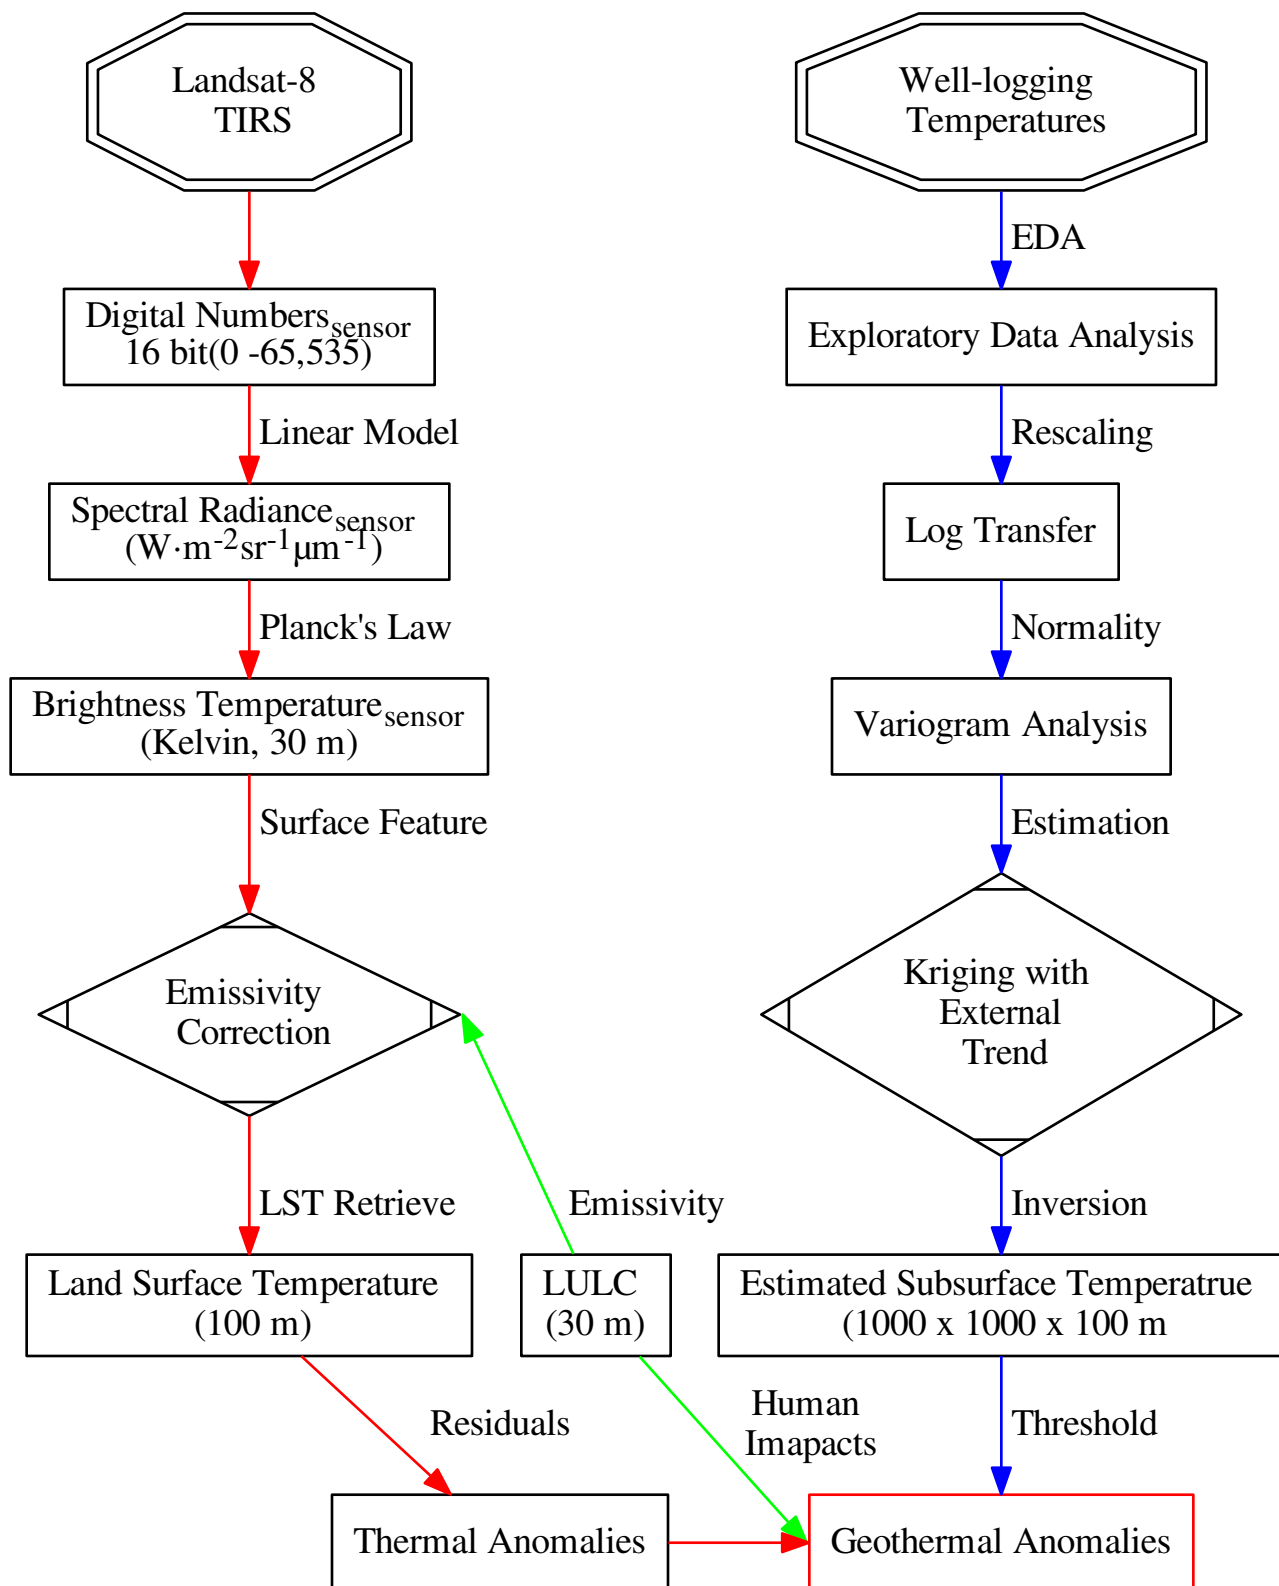 Landsat-8
TIRS
Well-logging
Temperatures
EDA
Digital Numbers_sensor
16 bit(0 -65,535)
Exploratory Data Analysis
Linear Model
Rescaling
Spectral Radiance_sensor
(W·m⁻²sr⁻¹μm⁻¹)
Log Transfer
Planck's Law
Normality
Brightness Temperature_sensor
(Kelvin, 30 m)
Variogram Analysis
Surface Feature
Estimation
Emissivity
Correction
Kriging with
External
Trend
LST Retrieve
Emissivity
Inversion
Land Surface Temperature
(100 m)
LULC
(30 m)
Estimated Subsurface Temperatrue
(1000 x 1000 x 100 m
Residuals
Human
Imapacts
Threshold
Thermal Anomalies
Geothermal Anomalies